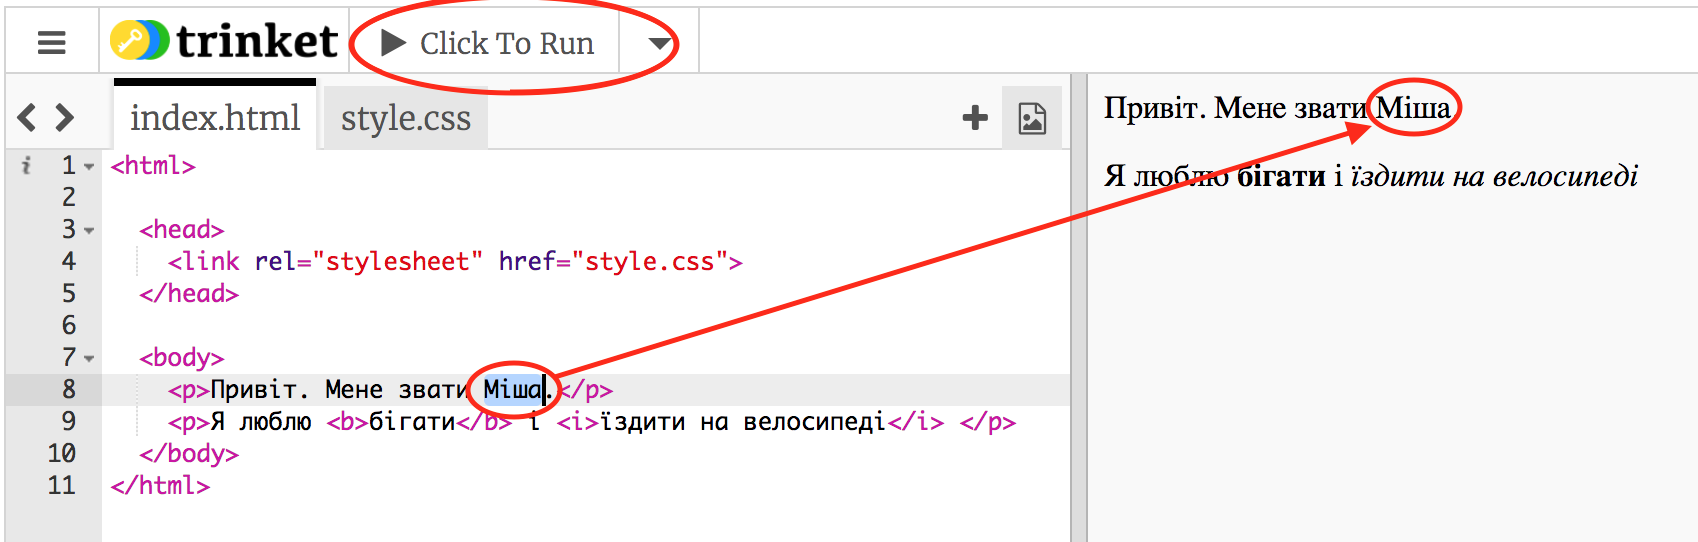 trinket Click To Run
index.html style.css
i 1 <html>
2
3 <head>
4 <link rel="stylesheet" href="style.css">
5 </head>
6
7 <body>
8 <p>Привіт. Мене звати Міша.</p>
9 <p>Я люблю <b>бігати</b> і <i>їздити на велосипеді</i> </p>
10 </body>
11 </html>
Привіт. Мене звати Міша
Я люблю бігати і їздити на велосипеді